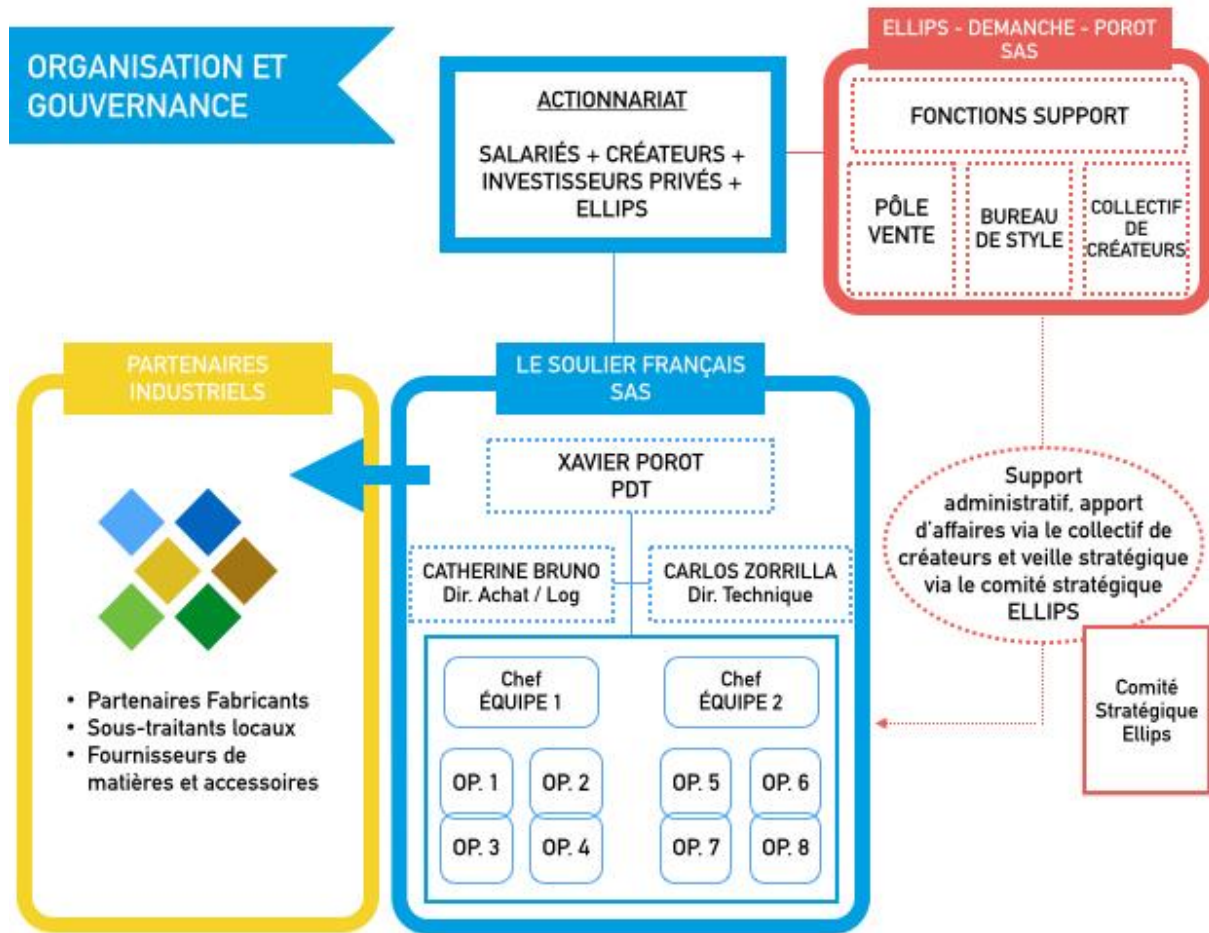 ORGANISATION ET
GOUVERNANCE
ACTIONNARIAT
SALARIÉS + CRÉATEURS +
INVESTISSEURS PRIVÉS +
ELLIPS
ELLIPS - DEMANCHE - POROT
SAS
FONCTIONS SUPPORT
PÔLE
VENTE
BUREAU
DE STYLE
COLLECTIF
DE
CRÉATEURS
PARTENAIRES
INDUSTRIELS
• Partenaires Fabricants
• Sous-traitants locaux
• Fournisseurs de
matières et accessoires
LE SOULIER FRANÇAIS
SAS
XAVIER POROT
PDT
CATHERINE BRUNO
Dir. Achat / Log
CARLOS ZORRILLA
Dir. Technique
Chef
ÉQUIPE 1
Chef
ÉQUIPE 2
OP. 1
OP. 2
OP. 5
OP. 6
OP. 3
OP. 4
OP. 7
OP. 8
Support
administratif, apport
d'affaires via le collectif de
créateurs et veille stratégique
via le comité stratégique
ELLIPS
Comité
Stratégique
Ellips